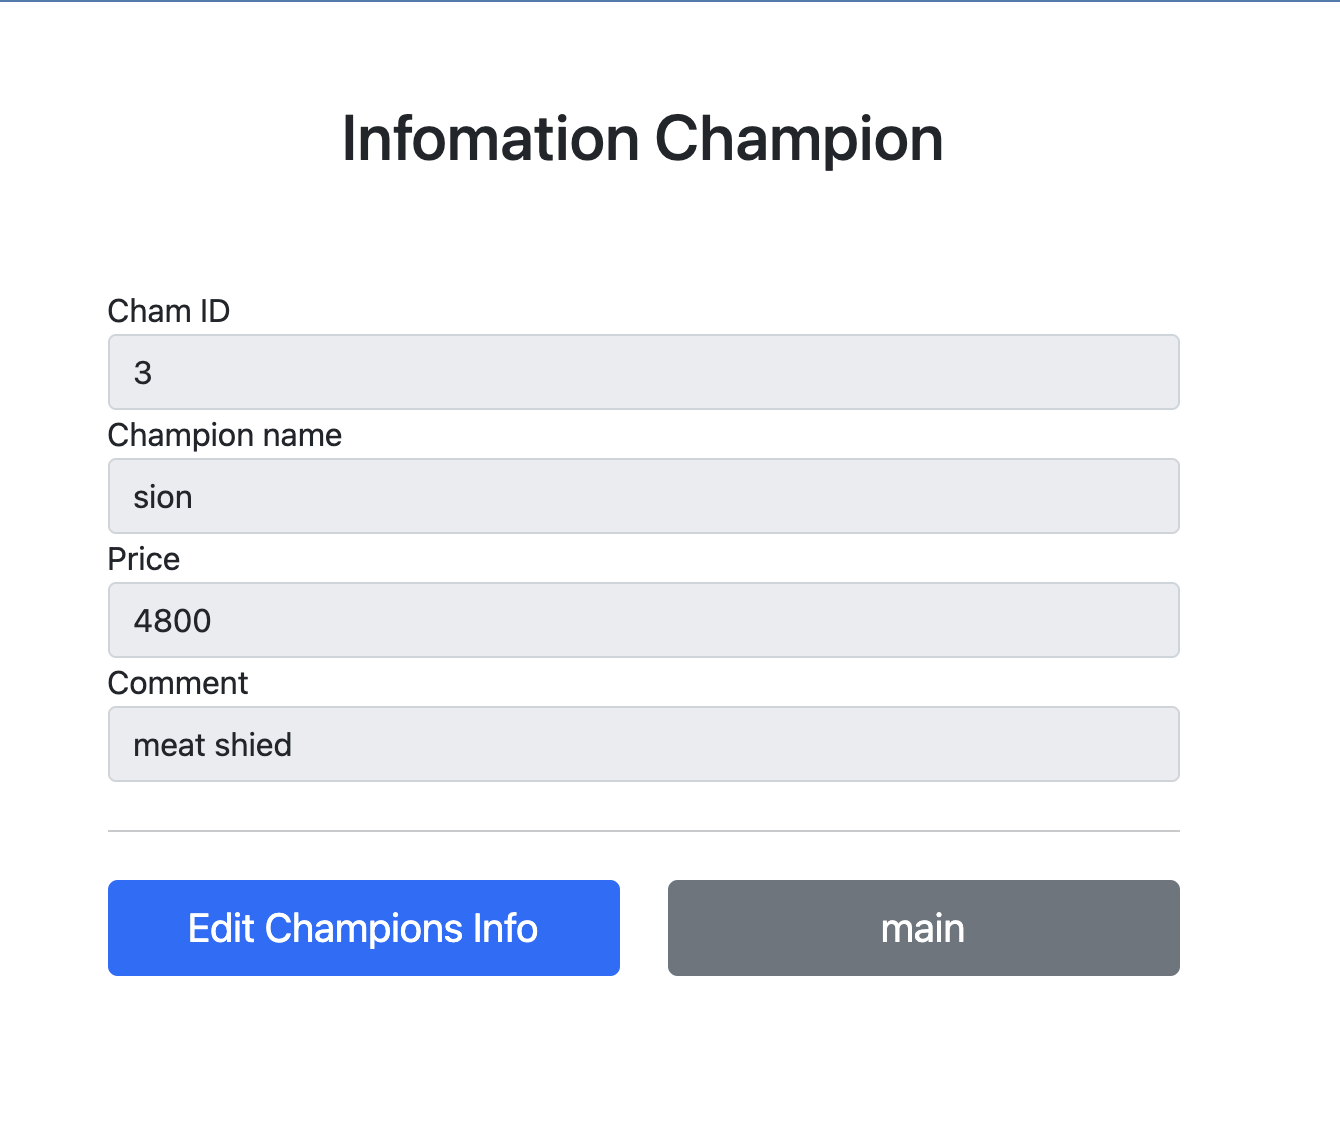 Infomation Champion
Cham ID
3
Champion name
sion
Price
4800
Comment
meat shied
Edit Champions Info
main